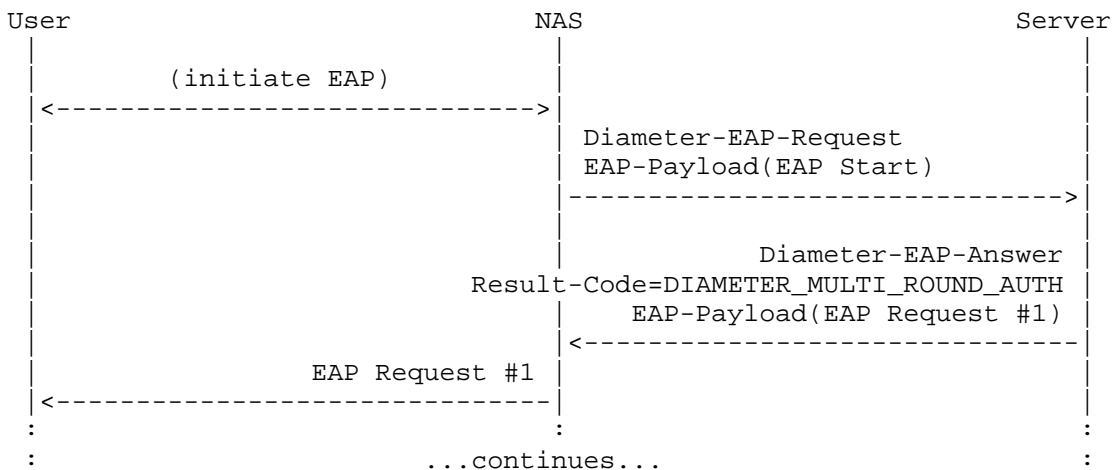 User NAS Server
(initiate EAP)
Diameter-EAP-Request
EAP-Payload(EAP Start)
Diameter-EAP-Answer
Result-Code=DIAMETER_MULTI_ROUND_AUTH
EAP-Payload(EAP Request #1)
EAP Request #1
...continues...